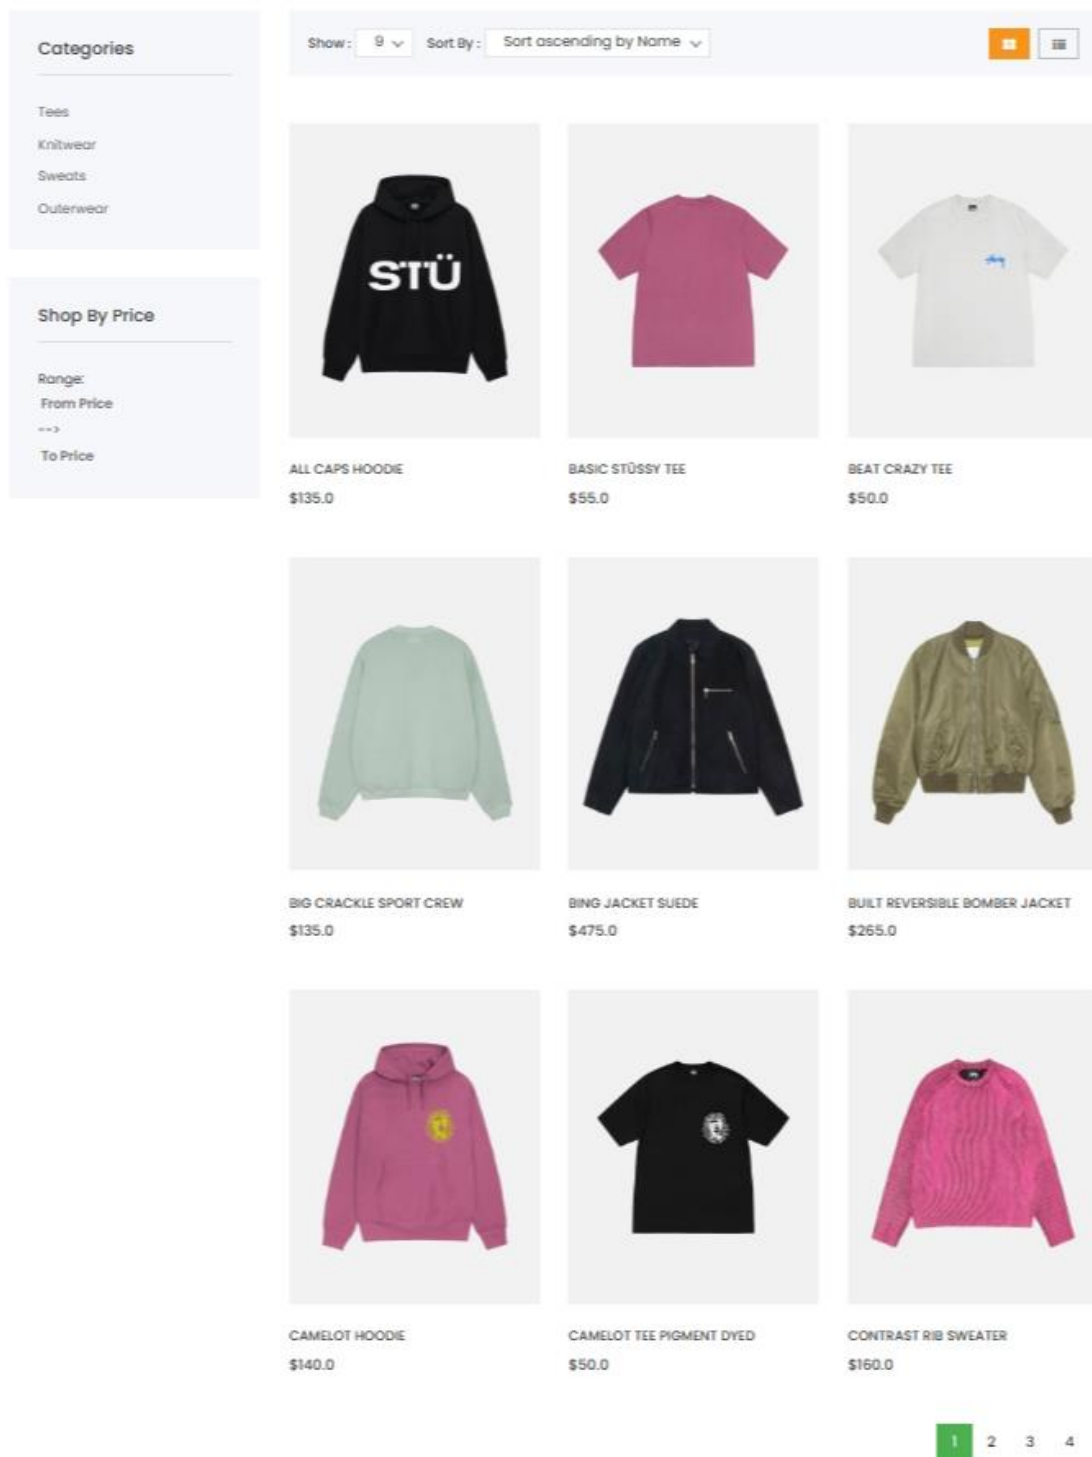 Categories
Tees
Knitwear
Sweats
Outerwear
Shop By Price
Range:
From Price
-->
To Price
Show : 9 Sort By : Sort ascending by Name
STÜ
ALL CAPS HOODIE
$135.0
BASIC STÜSSY TEE
$55.0
BEAT CRAZY TEE
$50.0
BIG CRACKLE SPORT CREW
$135.0
BING JACKET SUEDE
$475.0
BUILT REVERSIBLE BOMBER JACKET
$265.0
CAMELOT HOODIE
$140.0
CAMELOT TEE PIGMENT DYED
$50.0
CONTRAST RIB SWEATER
$160.0
1 2 3 4